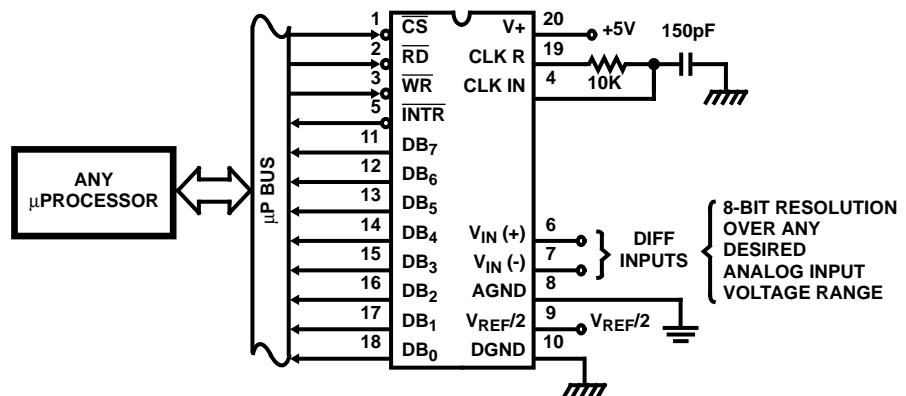 1 CS V+ 20 +5V 150pF
2 RD CLK R 19 10K
3 WR CLK IN 4
5 INTR
11 DB7
12 DB6
13 DB5
14 DB4 VIN (+) 6
15 DB3 VIN (-) 7
16 DB2 AGND 8
17 DB1 VREF/2 9 VREF/2
18 DB0 DGND 10
ANY
µPROCESSOR
µP BUS
DIFF
INPUTS
8-BIT RESOLUTION
OVER ANY
DESIRED
ANALOG INPUT
VOLTAGE RANGE